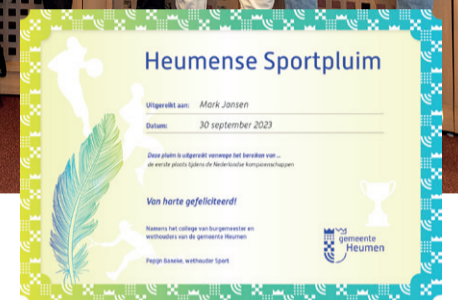 Heumense Sportpluim
Uitgereikt aan: Mark Jansen
Datum: 30 september 2023
Deze pluim is uitgereikt vanwege het bereiken van ...
de eerste plaats tijdens de Nederlandse kampioenschappen
Van harte gefeliciteerd!
Namens het college van burgemeester en
wethouders van de gemeente Heumen
gemeente
Heumen
Pepijn Baneke, wethouder Sport